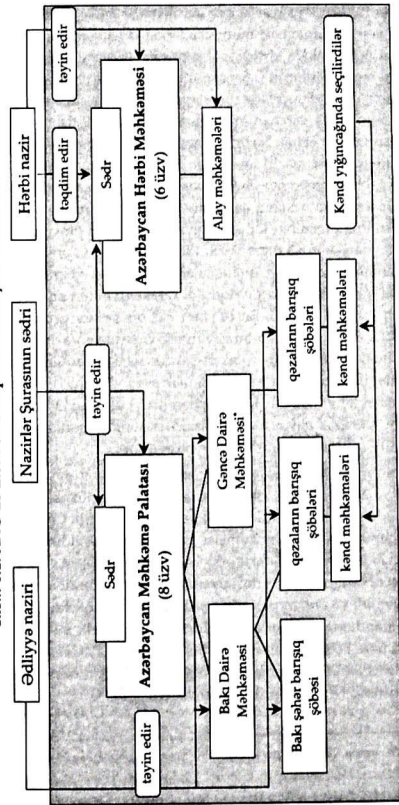 Ədliyyə naziri
Nazirlər Şurasının sədri
Hərbi nazir
təyin edir
təyin edir
təqdim edir
təyin edir
Sədr
Azərbaycan Məhkəmə Palatası
(8 üzv)
Sədr
Azərbaycan Hərbi Məhkəməsi
(6 üzv)
Bakı Dairə
Məhkəməsi
Gəncə Dairə
Məhkəməsi*
Alay məhkəmələri
Bakı şəhər barışıq
şöbəsi
qəzaların barışıq
şöbələri
qəzaların barışıq
şöbələri
kənd məhkəmələri
kənd məhkəmələri
Kənd yığıncağında seçilirdilər